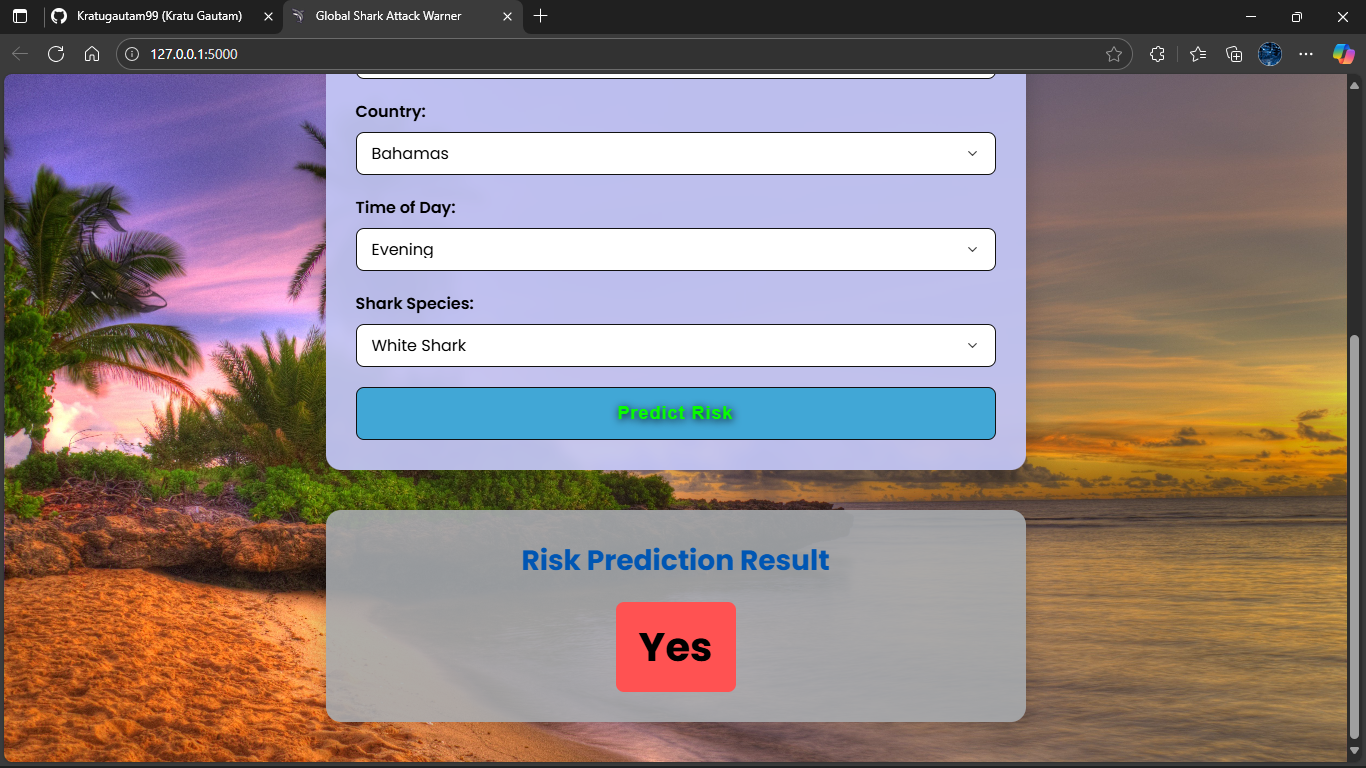 Kratugautam99 (Kratu Gautam)
Global Shark Attack Warner
127.0.0.1:5000
Country:
Bahamas
Time of Day:
Evening
Shark Species:
White Shark
Predict Risk
Risk Prediction Result
Yes